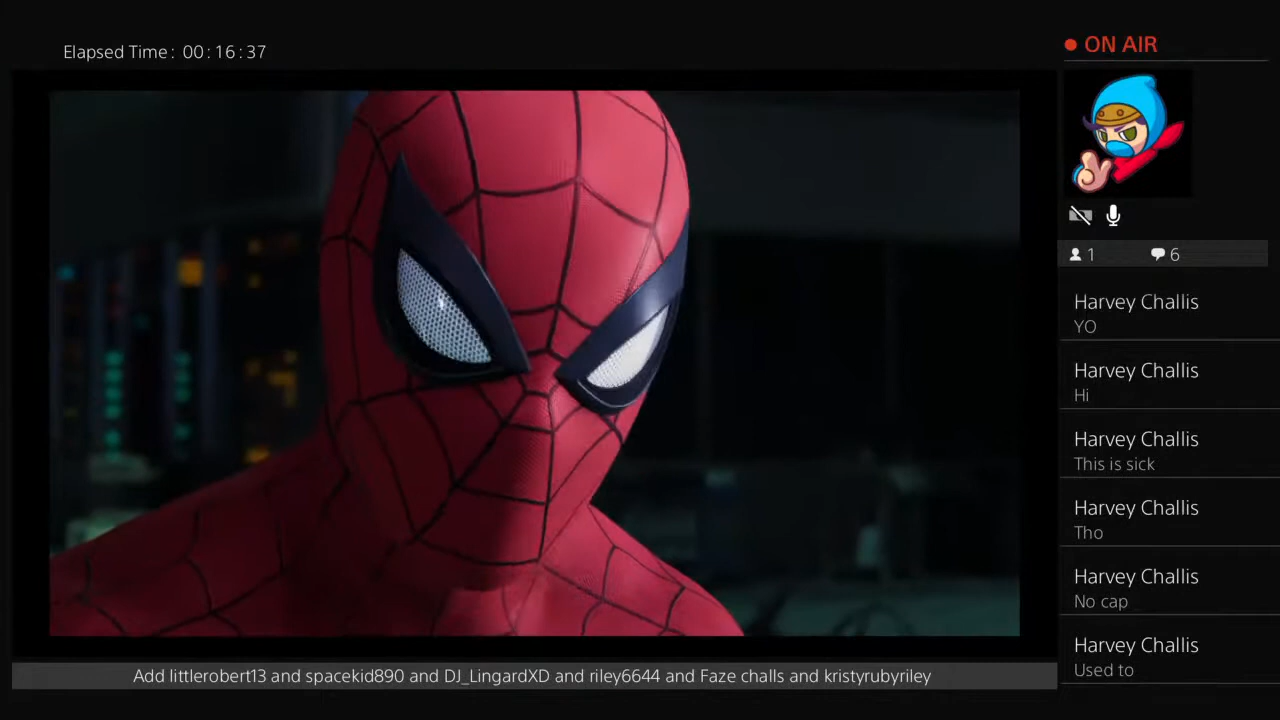 Elapsed Time: 00:16:37
ON AIR
1 6
Harvey Challis
YO
Harvey Challis
Hi
Harvey Challis
This is sick
Harvey Challis
Tho
Harvey Challis
No cap
Harvey Challis
Used to
Add littlerobert13 and spacekid890 and DJ_LingardXD and riley6644 and Faze challs and kristyrubyriley